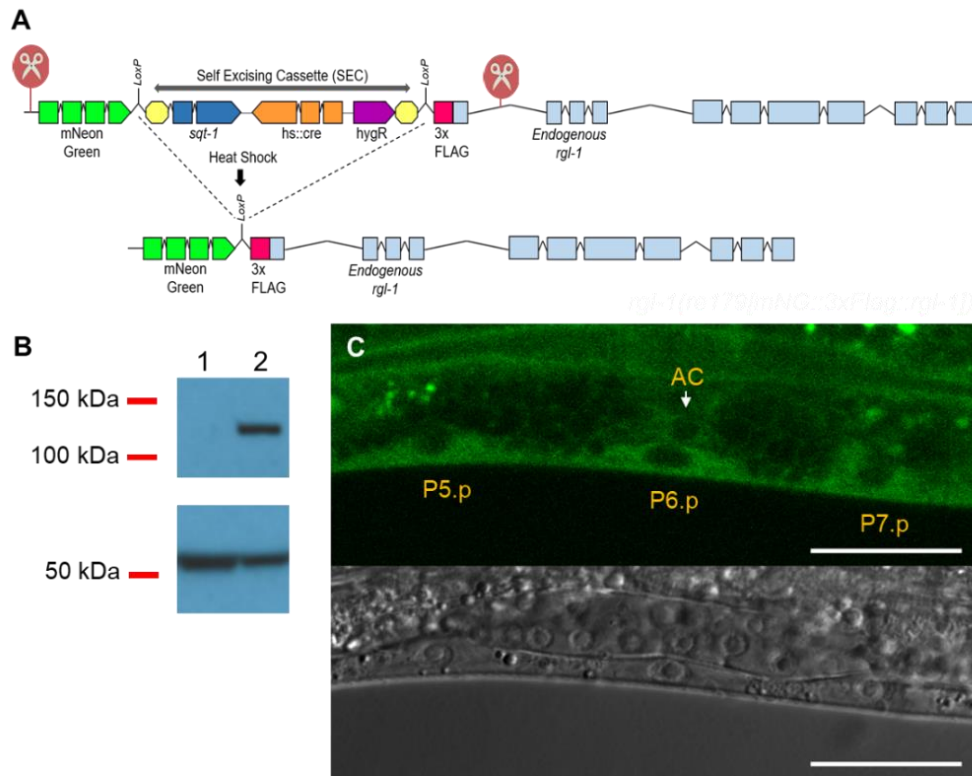 A
LoxP
Self Excising Cassette (SEC)
LoxP
mNeon
Green
sqt-1
hs::cre
hygR
3x
FLAG
Endogenous
rgl-1
Heat Shock
LoxP
mNeon
Green
3x
FLAG
Endogenous
rgl-1
rgl-1(re179[mNG::3xFlag::rgl-1])
B
1
2
150 kDa
100 kDa
50 kDa
C
AC
P5.p
P6.p
P7.p